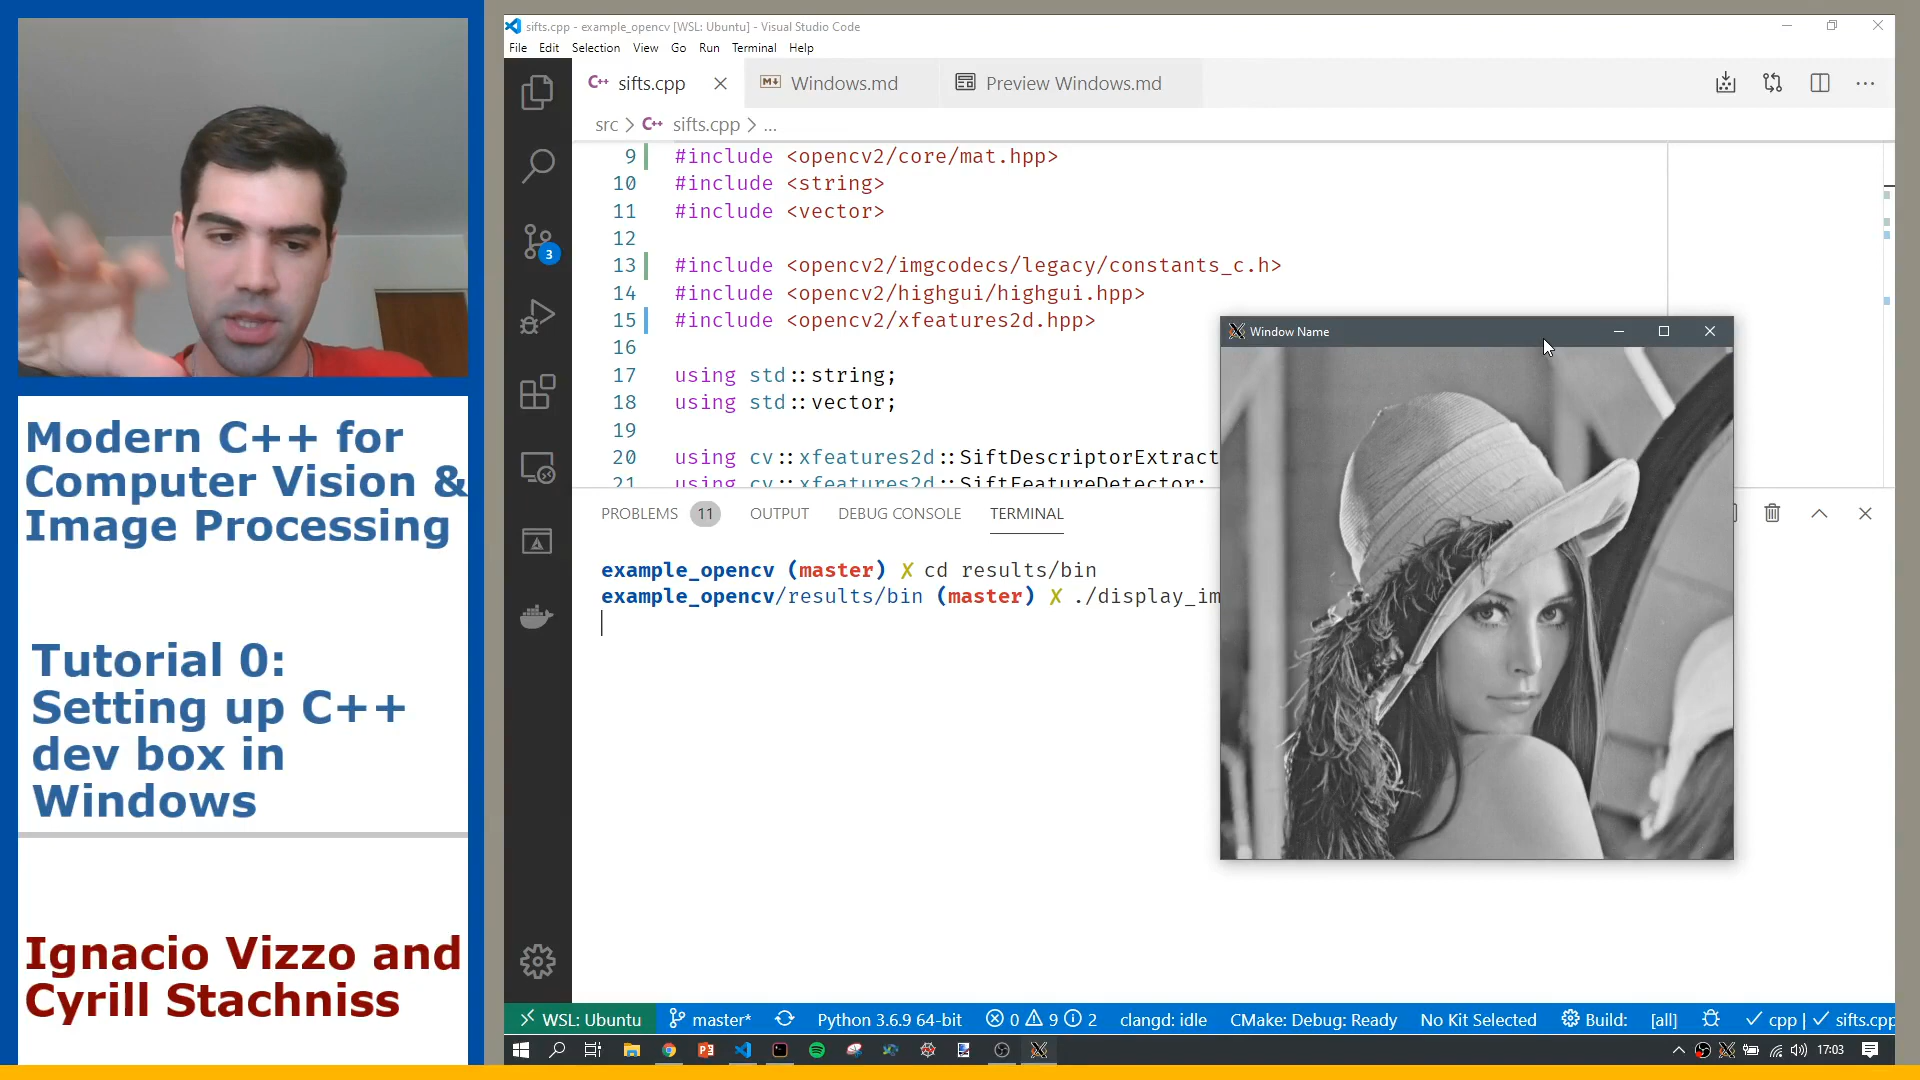 sifts.cpp - example_opencv [WSL: Ubuntu] - Visual Studio Code
File Edit Selection View Go Run Terminal Help
sifts.cpp Windows.md Preview Windows.md
src > sifts.cpp > ...
9 #include <opencv2/core/mat.hpp>
10 #include <string>
11 #include <vector>
12
13 #include <opencv2/imgcodecs/legacy/constants_c.h>
14 #include <opencv2/highgui/highgui.hpp>
15 #include <opencv2/xfeatures2d.hpp>
16
17 using std::string;
18 using std::vector;
19
20 using cv::xfeatures2d::SiftDescriptorExtract
21 using cv::xfeatures2d::SiftFeatureDetector;
3
Window Name
PROBLEMS 11 OUTPUT DEBUG CONSOLE TERMINAL
example_opencv (master) ✗ cd results/bin
example_opencv/results/bin (master) ✗ ./display_im
WSL: Ubuntu master* Python 3.6.9 64-bit 0 9 2 clangd: idle CMake: Debug: Ready No Kit Selected Build: [all] cpp | sifts.cpp
17:03
Modern C++ for
Computer Vision &
Image Processing
Tutorial 0:
Setting up C++
dev box in
Windows
Ignacio Vizzo and
Cyrill Stachniss